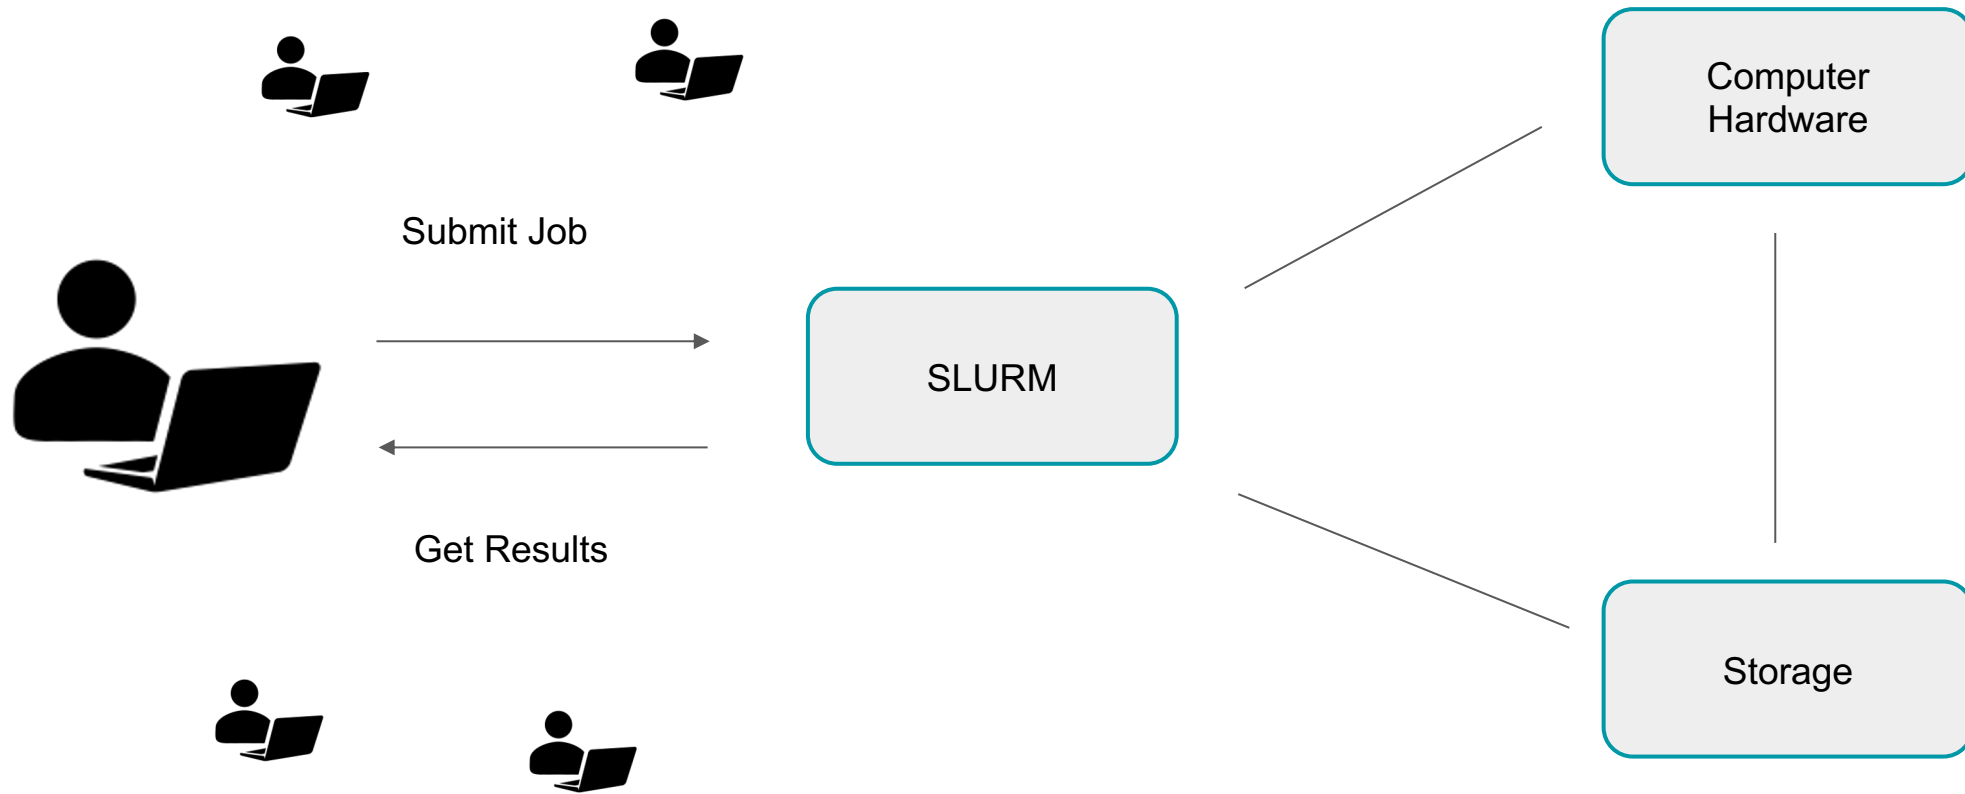 Computer
Hardware
Submit Job
SLURM
Get Results
Storage